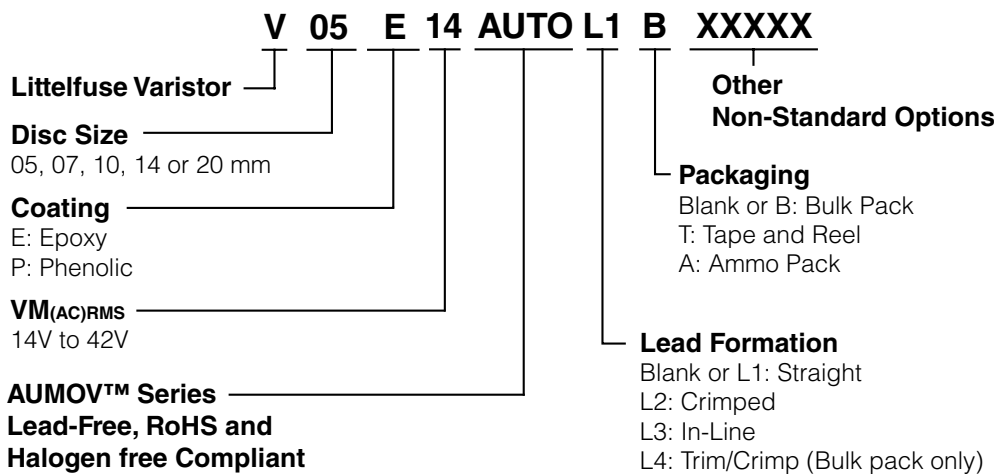 V 05 E 14 AUTO L1 B XXXXX
Littelfuse Varistor
Disc Size
05, 07, 10, 14 or 20 mm
Coating
E: Epoxy
P: Phenolic
VM(AC)RMS
14V to 42V
AUMOV™ Series
Lead-Free, RoHS and
Halogen free Compliant
Other
Non-Standard Options
Packaging
Blank or B: Bulk Pack
T: Tape and Reel
A: Ammo Pack
Lead Formation
Blank or L1: Straight
L2: Crimped
L3: In-Line
L4: Trim/Crimp (Bulk pack only)